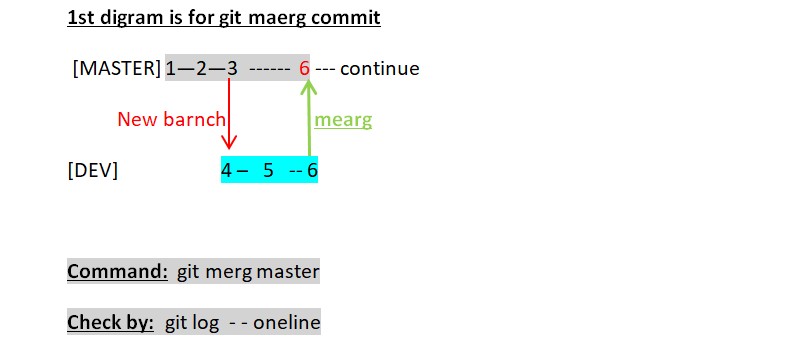 1st digram is for git maerg commit
[MASTER] 1—2—3 ------ 6 --- continue
New barnch mearg
[DEV] 4 – 5 -- 6
Command: git merg master
Check by: git log - - oneline